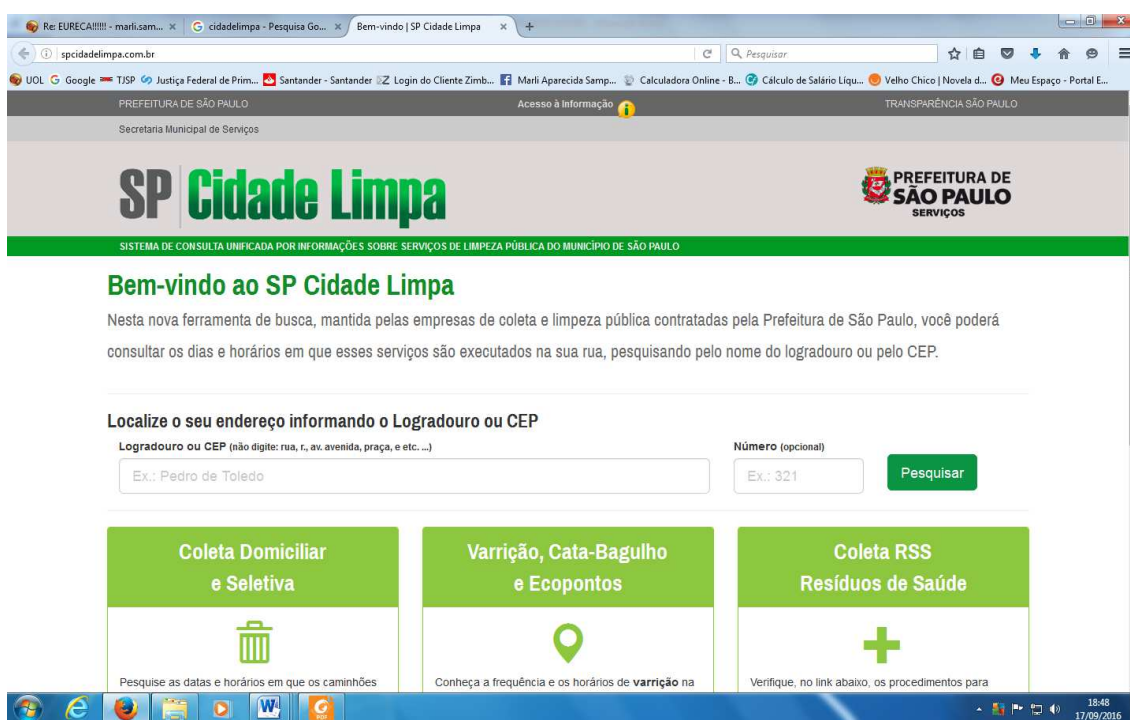 Re: EURECA!!!!!! - marli.sam...
cidadelimpa - Pesquisa Go...
Bem-vindo | SP Cidade Limpa
spcidadelimpa.com.br
Pesquisar
UOL
Google
TJSP
Justiça Federal de Prim...
Santander - Santander
Login do Cliente Zimb...
Marli Aparecida Samp...
Calculadora Online - B...
Cálculo de Salário Líqu...
Velho Chico | Novela d...
Meu Espaço - Portal E...
PREFEITURA DE SÃO PAULO
Acesso à Informação
TRANSPARÊNCIA SÃO PAULO
Secretaria Municipal de Serviços
SP Cidade Limpa
PREFEITURA DE
SÃO PAULO
SERVIÇOS
SISTEMA DE CONSULTA UNIFICADA POR INFORMAÇÕES SOBRE SERVIÇOS DE LIMPEZA PÚBLICA DO MUNICÍPIO DE SÃO PAULO
Bem-vindo ao SP Cidade Limpa
Nesta nova ferramenta de busca, mantida pelas empresas de coleta e limpeza pública contratadas pela Prefeitura de São Paulo, você poderá
consultar os dias e horários em que esses serviços são executados na sua rua, pesquisando pelo nome do logradouro ou pelo CEP.
Localize o seu endereço informando o Logradouro ou CEP
Logradouro ou CEP (não digite: rua, r., av. avenida, praça, e etc. ...)
Número (opcional)
Ex.: Pedro de Toledo
Ex.: 321
Pesquisar
Coleta Domiciliar
e Seletiva
Varrição, Cata-Bagulho
e Ecopontos
Coleta RSS
Resíduos de Saúde
Pesquise as datas e horários em que os caminhões
Conheça a frequência e os horários de varrição na
Verifique, no link abaixo, os procedimentos para
18:48
17/09/2016